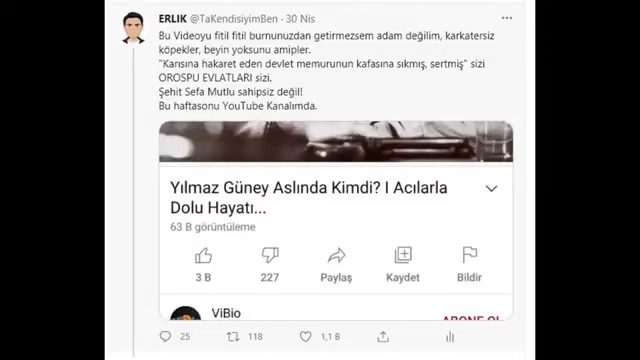 ERLIK @TaKendisiyimBen · 30 Nis
Bu Videoyu fitil fitil burnunuzdan getirmezsem adam değilim, karkatersiz
köpekler, beyin yoksunu amipler.
"Karısına hakaret eden devlet memurunun kafasına sıkmış, sertmiş" sizi
OROSPU EVLATLARI sizi.
Şehit Sefa Mutlu sahipsiz değil!
Bu haftasonu YouTube Kanalımda.
Yılmaz Güney Aslında Kimdi? I Acılarla
Dolu Hayatı...
63 B görüntüleme
3 B
227
Paylaş
Kaydet
Bildir
ViBio
ABONE OL
25
118
1,1 B